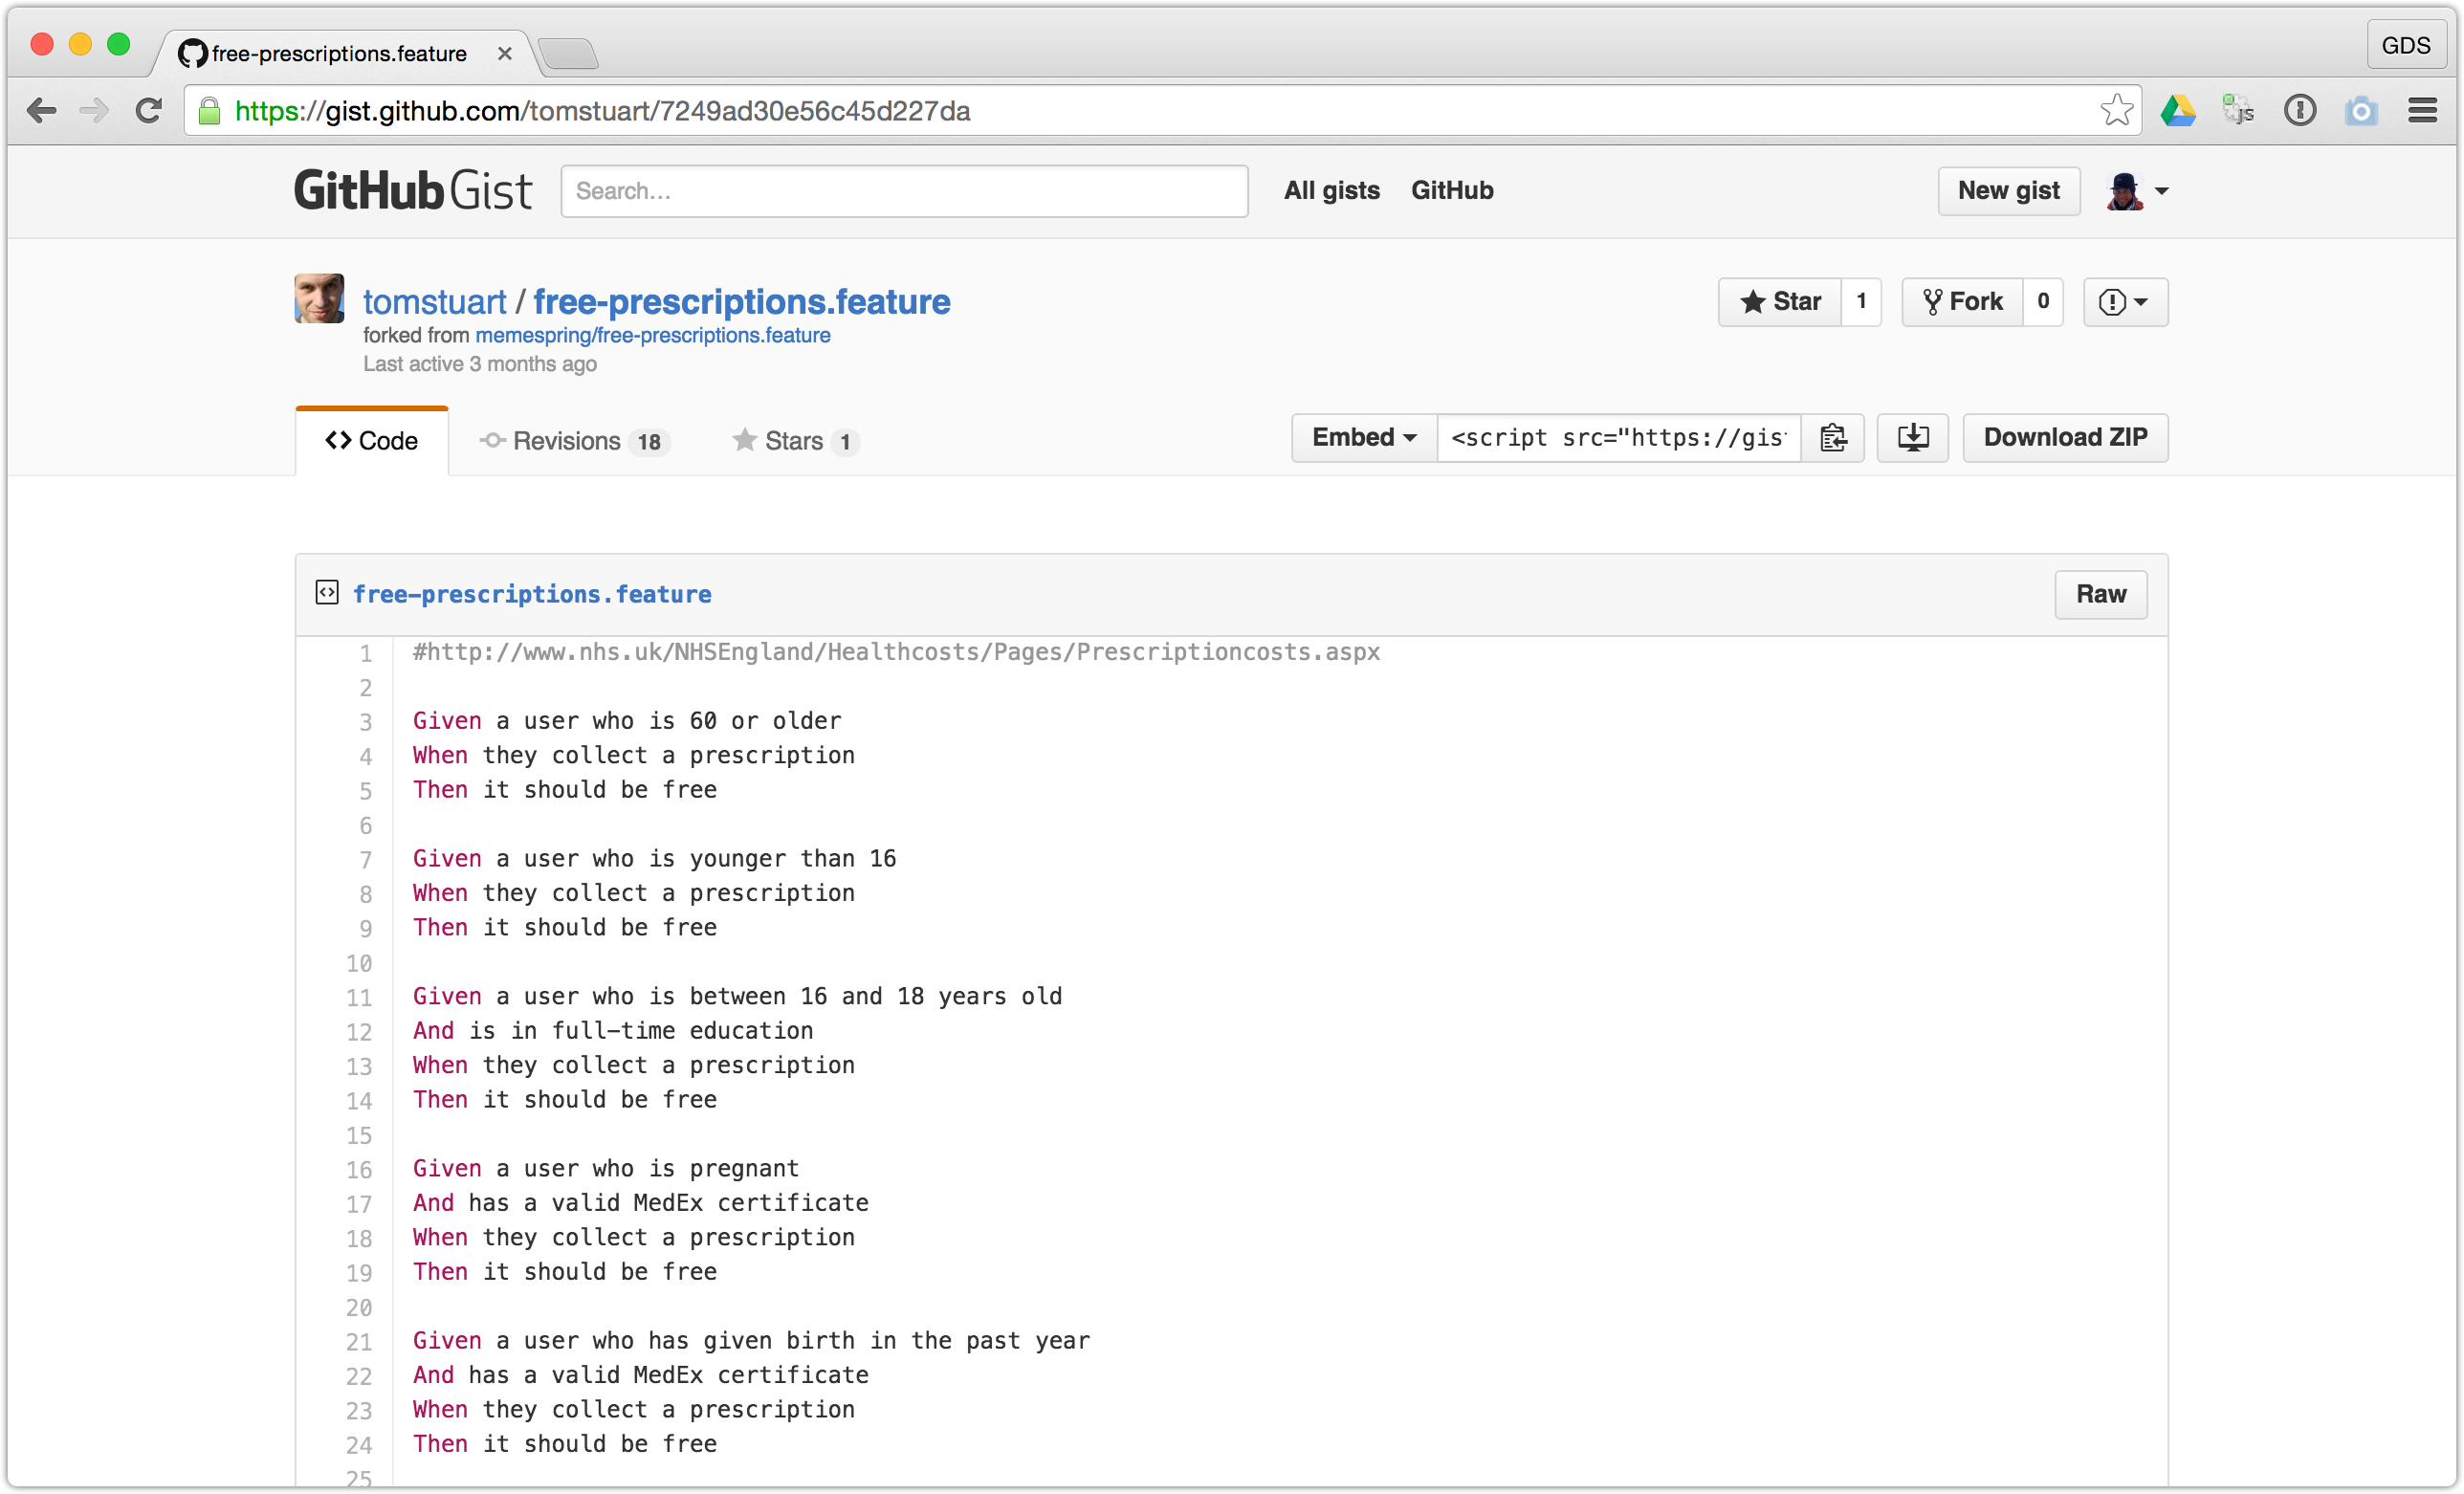 free-prescriptions.feature
GDS
https://gist.github.com/tomstuart/7249ad30e56c45d227da
JS
GitHub Gist Search... All gists GitHub New gist
tomstuart / free-prescriptions.feature Star 1 Fork 0
forked from memespring/free-prescriptions.feature
Last active 3 months ago
<> Code Revisions 18 Stars 1 Embed <script src="https://gis Download ZIP
free-prescriptions.feature Raw
1 #http://www.nhs.uk/NHSEngland/Healthcosts/Pages/Prescriptioncosts.aspx
2
3 Given a user who is 60 or older
4 When they collect a prescription
5 Then it should be free
6
7 Given a user who is younger than 16
8 When they collect a prescription
9 Then it should be free
10
11 Given a user who is between 16 and 18 years old
12 And is in full-time education
13 When they collect a prescription
14 Then it should be free
15
16 Given a user who is pregnant
17 And has a valid MedEx certificate
18 When they collect a prescription
19 Then it should be free
20
21 Given a user who has given birth in the past year
22 And has a valid MedEx certificate
23 When they collect a prescription
24 Then it should be free
25